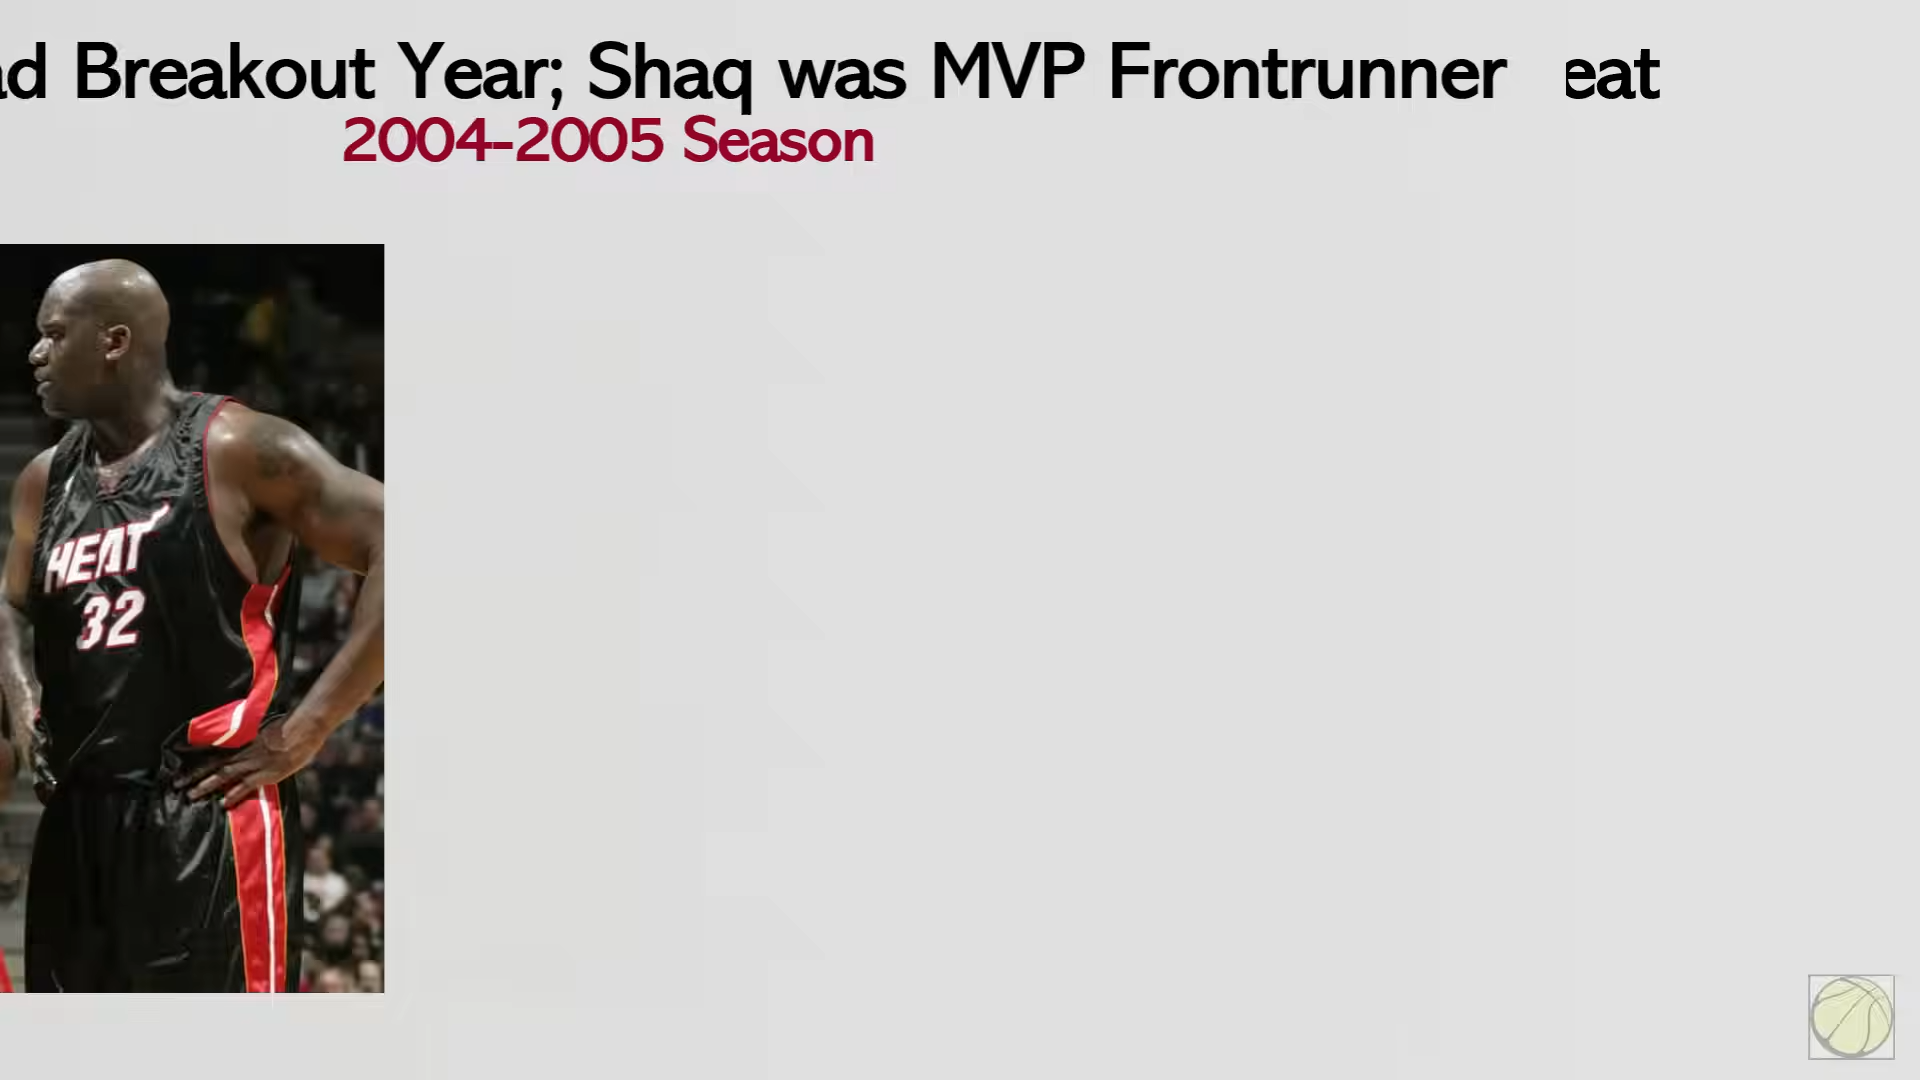 Breakout Year; Shaq was MVP Frontrunner eat
2004-2005 Season
HEAT
32